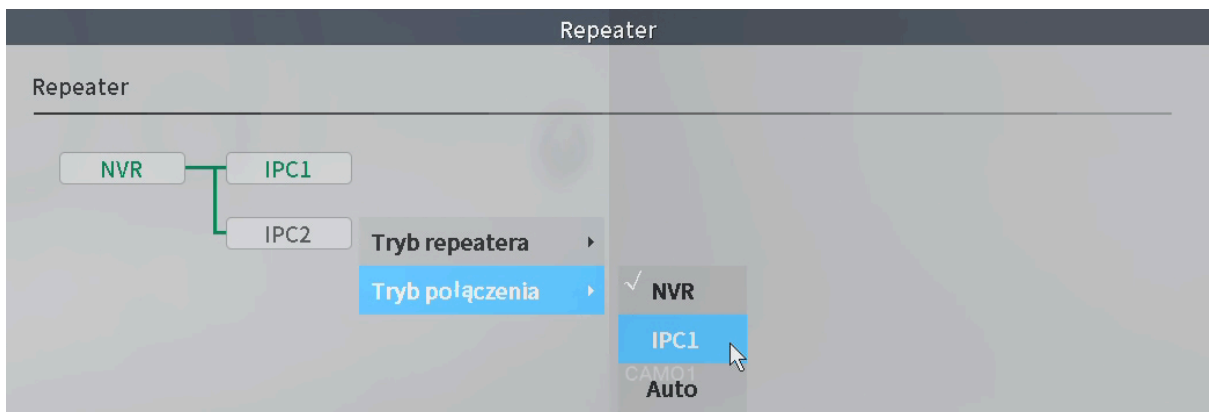 Repeater
Repeater
NVR IPC1
IPC2
Tryb repeatera
Tryb połączenia
✓ NVR
IPC1
CAM01
Auto